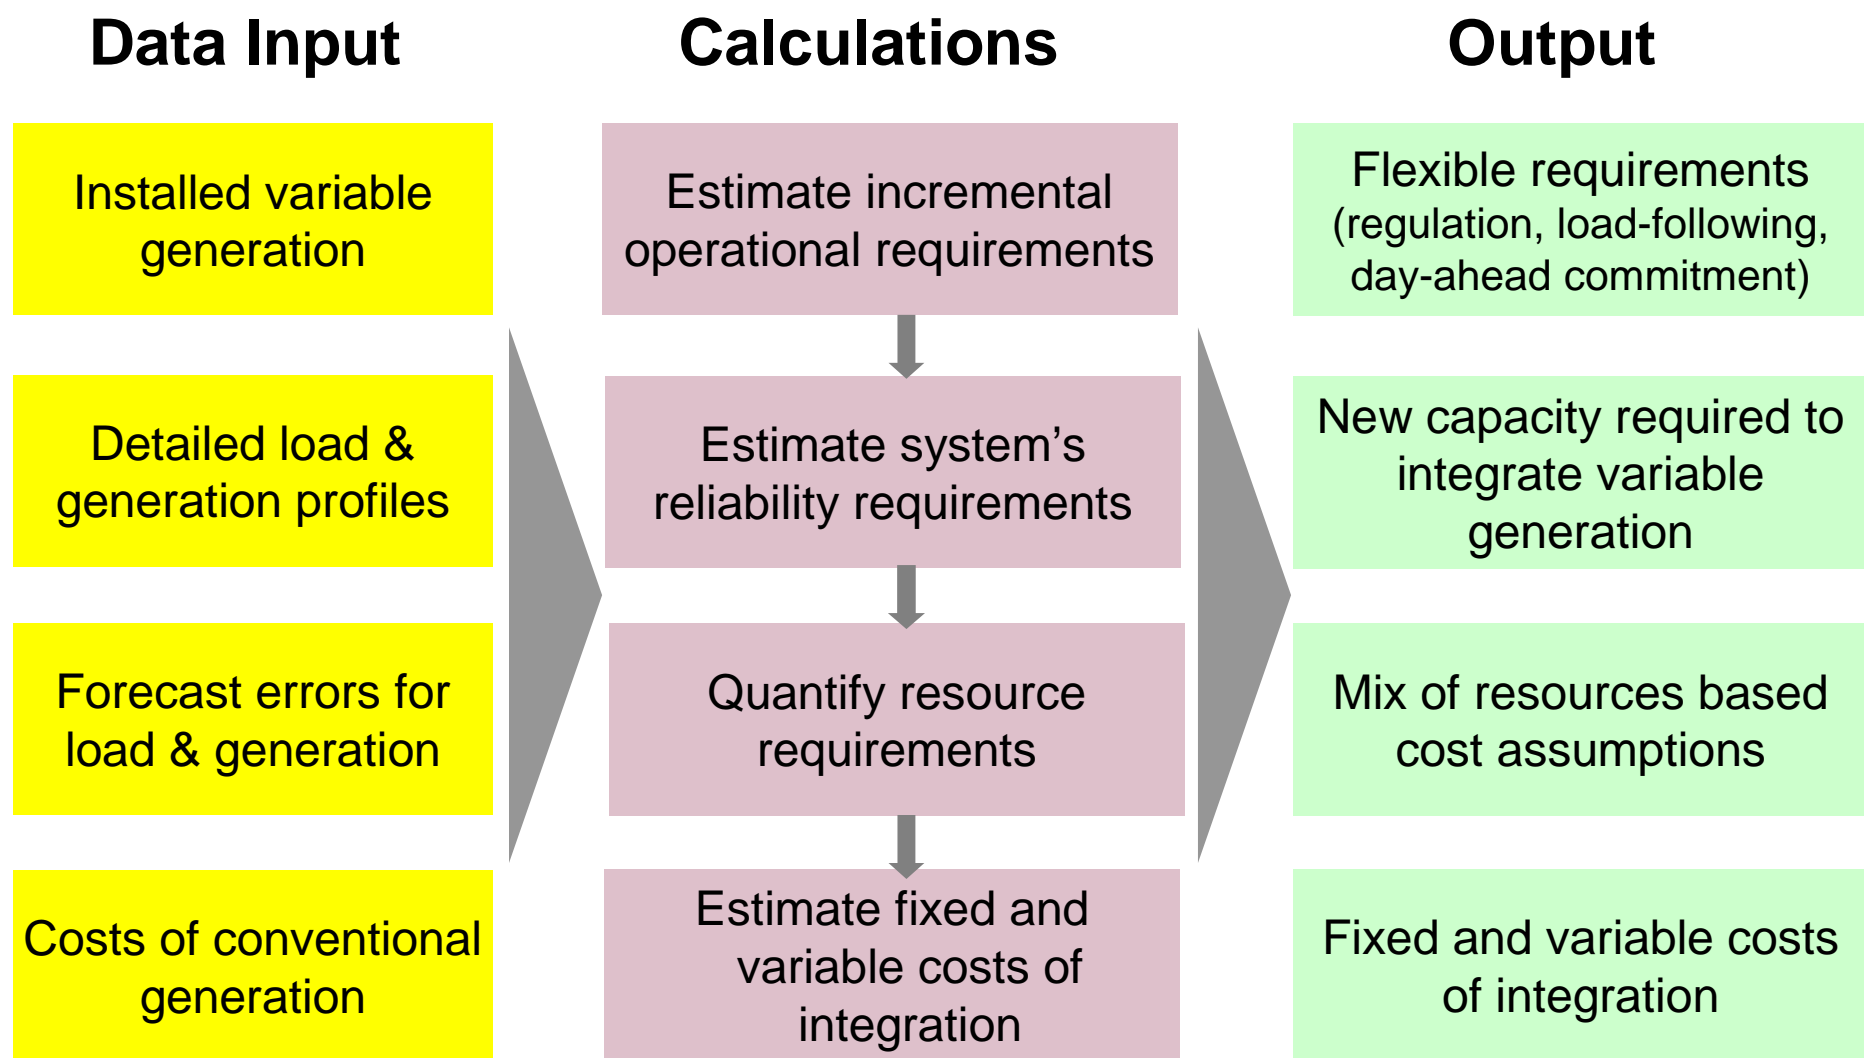 Data Input
Calculations
Output
Installed variable
generation
Estimate incremental
operational requirements
Flexible requirements
(regulation, load-following,
day-ahead commitment)
Detailed load &
generation profiles
Estimate system’s
reliability requirements
New capacity required to
integrate variable
generation
Forecast errors for
load & generation
Quantify resource
requirements
Mix of resources based
cost assumptions
Costs of conventional
generation
Estimate fixed and
variable costs of
integration
Fixed and variable costs
of integration